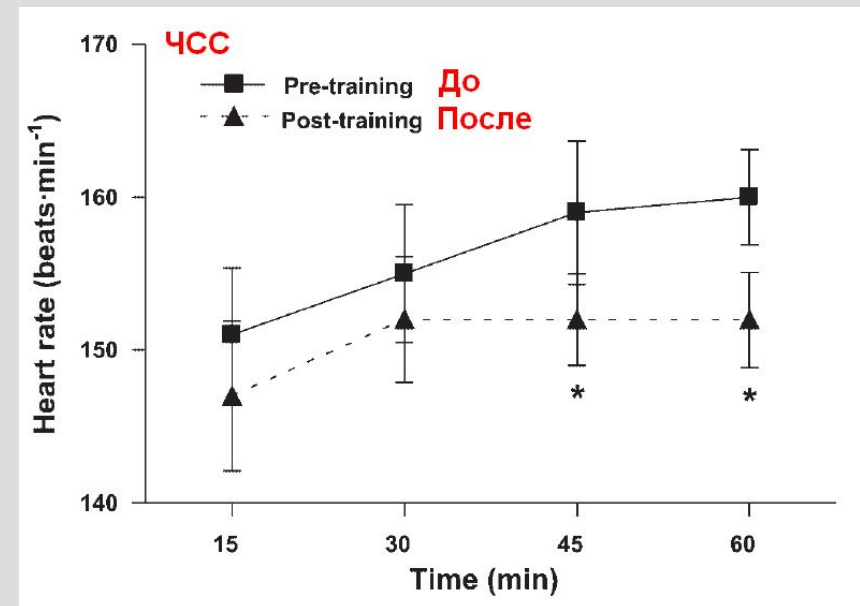 170
ЧСС
Pre-training До
Post-training После
160
150
140
Heart rate (beats·min⁻¹)
* *
15 30 45 60
Time (min)